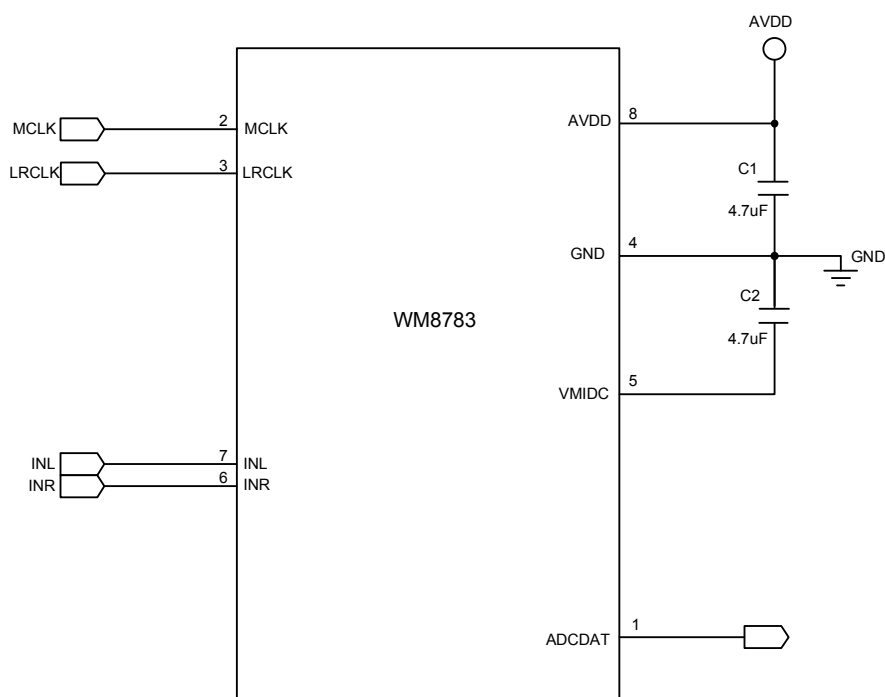 AVDD
MCLK
2
MCLK
LRCLK
3
LRCLK
AVDD
8
C1
4.7uF
GND
4
GND
WM8783
C2
4.7uF
VMIDC
5
INL
7
INL
INR
6
INR
ADCDAT
1